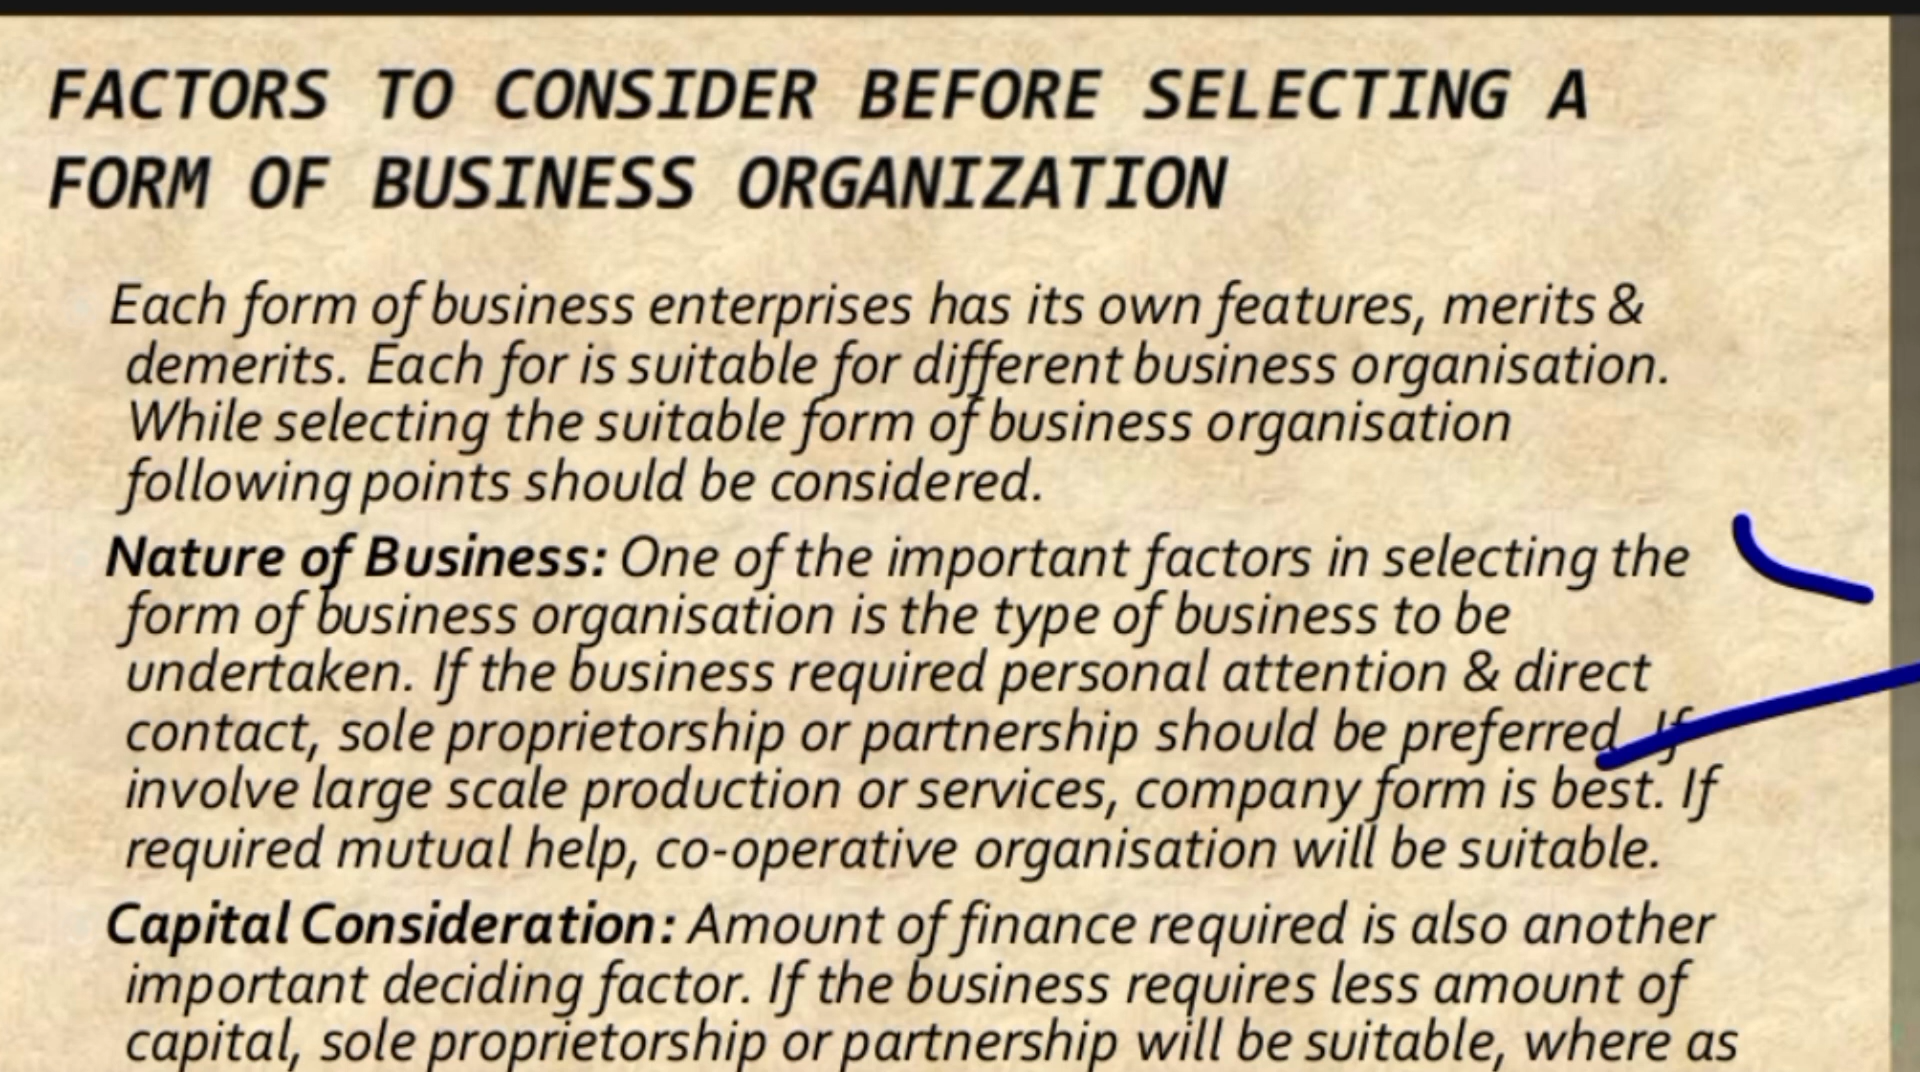 FACTORS TO CONSIDER BEFORE SELECTING A
FORM OF BUSINESS ORGANIZATION
Each form of business enterprises has its own features, merits &
demerits. Each for is suitable for different business organisation.
While selecting the suitable form of business organisation
following points should be considered.
Nature of Business: One of the important factors in selecting the
form of business organisation is the type of business to be
undertaken. If the business required personal attention & direct
contact, sole proprietorship or partnership should be preferred. If
involve large scale production or services, company form is best. If
required mutual help, co-operative organisation will be suitable.
Capital Consideration: Amount of finance required is also another
important deciding factor. If the business requires less amount of
capital, sole proprietorship or partnership will be suitable, where as